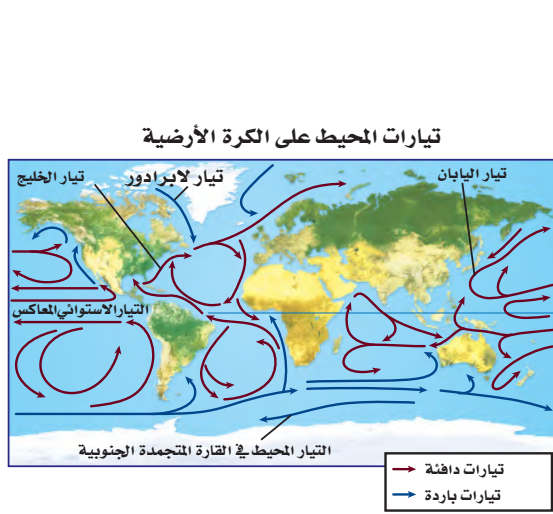 تيارات المحيط على الكرة الأرضية
تيار اليابان
تيار لابرادور
تيار الخليج
التيار الاستوائي المعاكس
التيار المحيط في القارة المتجمدة الجنوبية
تيارات دافئة
تيارات باردة